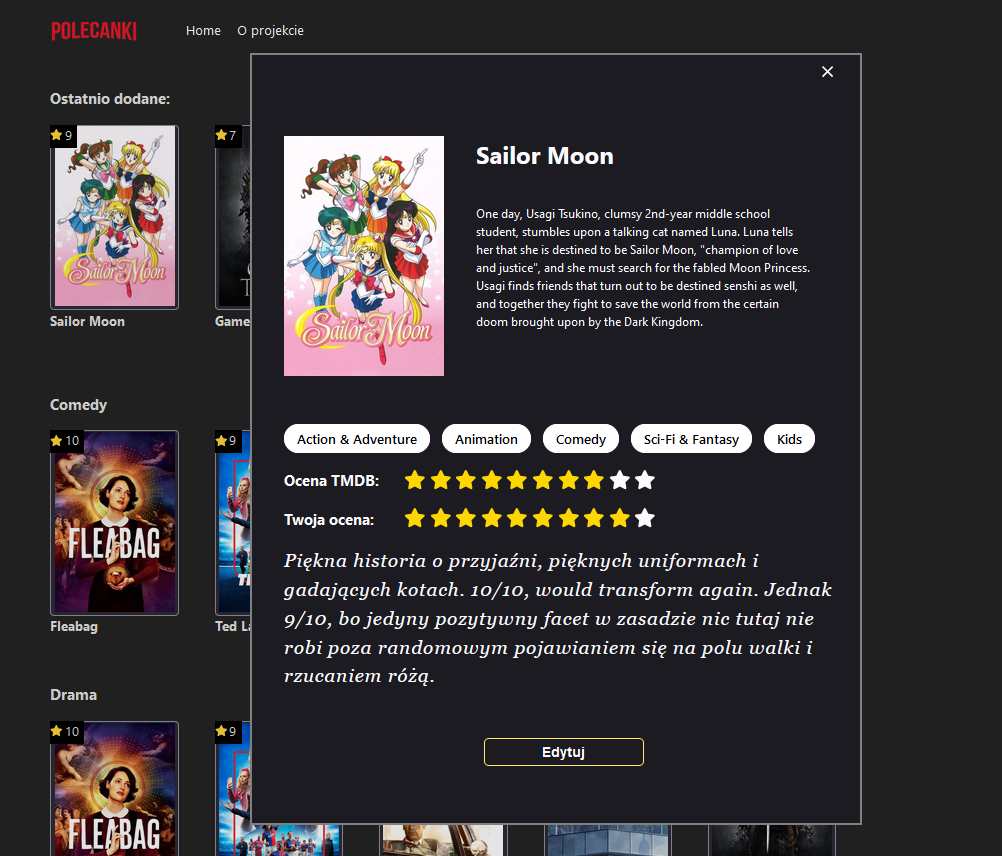 POLECANKI
Home
O projekcie
Ostatnio dodane:
9
Sailor Moon
Sailor Moon
7
Game
Comedy
10
FLEABAG
Fleabag
9
Ted La
Drama
10
FLEABAG
9
×
Sailor Moon
Sailor Moon
One day, Usagi Tsukino, clumsy 2nd-year middle school
student, stumbles upon a talking cat named Luna. Luna tells
her that she is destined to be Sailor Moon, "champion of love
and justice", and she must search for the fabled Moon Princess.
Usagi finds friends that turn out to be destined senshi as well,
and together they fight to save the world from the certain
doom brought upon by the Dark Kingdom.
Action & Adventure
Animation
Comedy
Sci-Fi & Fantasy
Kids
Ocena TMDB:
Twoja ocena:
Piękna historia o przyjaźni, pięknych uniformach i
gadających kotach. 10/10, would transform again. Jednak
9/10, bo jedyny pozytywny facet w zasadzie nic tutaj nie
robi poza randomowym pojawianiem się na polu walki i
rzucaniem różą.
Edytuj